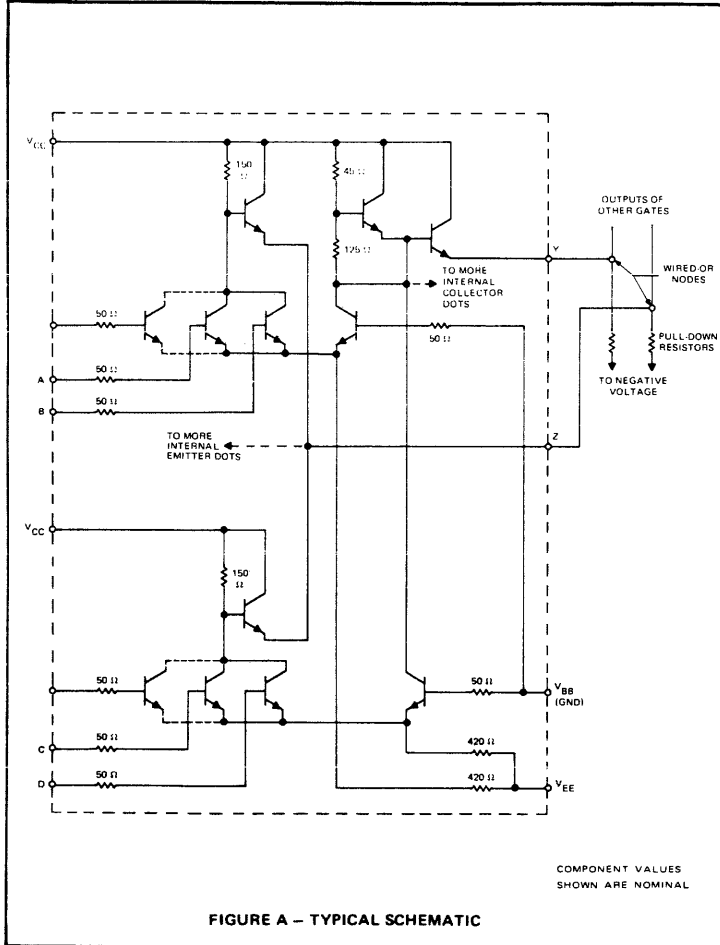 VCC
150
Ω
45 Ω
125 Ω
OUTPUTS OF
OTHER GATES
Y
WIRED-OR
NODES
TO MORE
INTERNAL
COLLECTOR
DOTS
50 Ω
50 Ω
PULL-DOWN
RESISTORS
A
50 Ω
TO NEGATIVE
VOLTAGE
B
50 Ω
TO MORE
INTERNAL
EMITTER DOTS
Z
VCC
150
Ω
50 Ω
50 Ω
VBB
(GND)
C
50 Ω
420 Ω
D
50 Ω
420 Ω
VEE
COMPONENT VALUES
SHOWN ARE NOMINAL
FIGURE A – TYPICAL SCHEMATIC